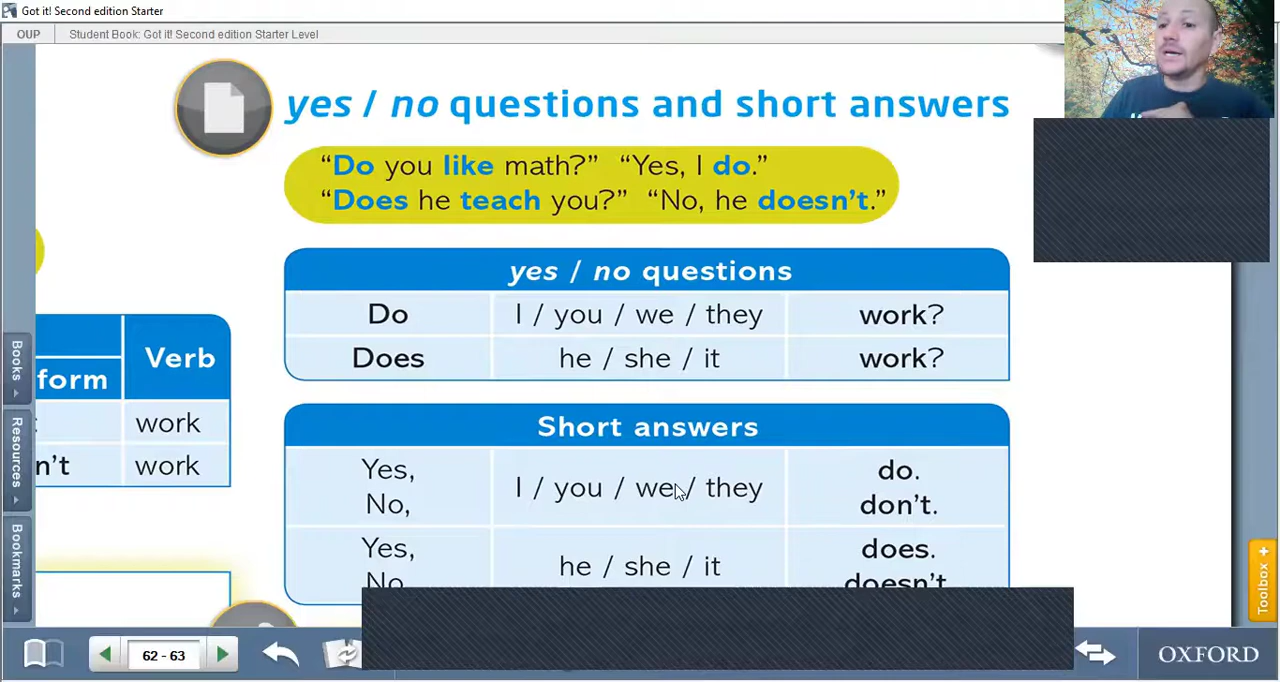 Got it! Second edition Starter
OUP
Student Book: Got it! Second edition Starter Level
yes / no questions and short answers
"Do you like math?" "Yes, I do."
"Does he teach you?" "No, he doesn't."
yes / no questions
Do I / you / we / they work?
Does he / she / it work?
Short answers
Yes, I / you / we / they do.
No, don't.
Yes, he / she / it does.
No doesn't
Verb
form
work
n't work
Books
Resources
Bookmarks
Toolbox +
62 - 63
OXFORD